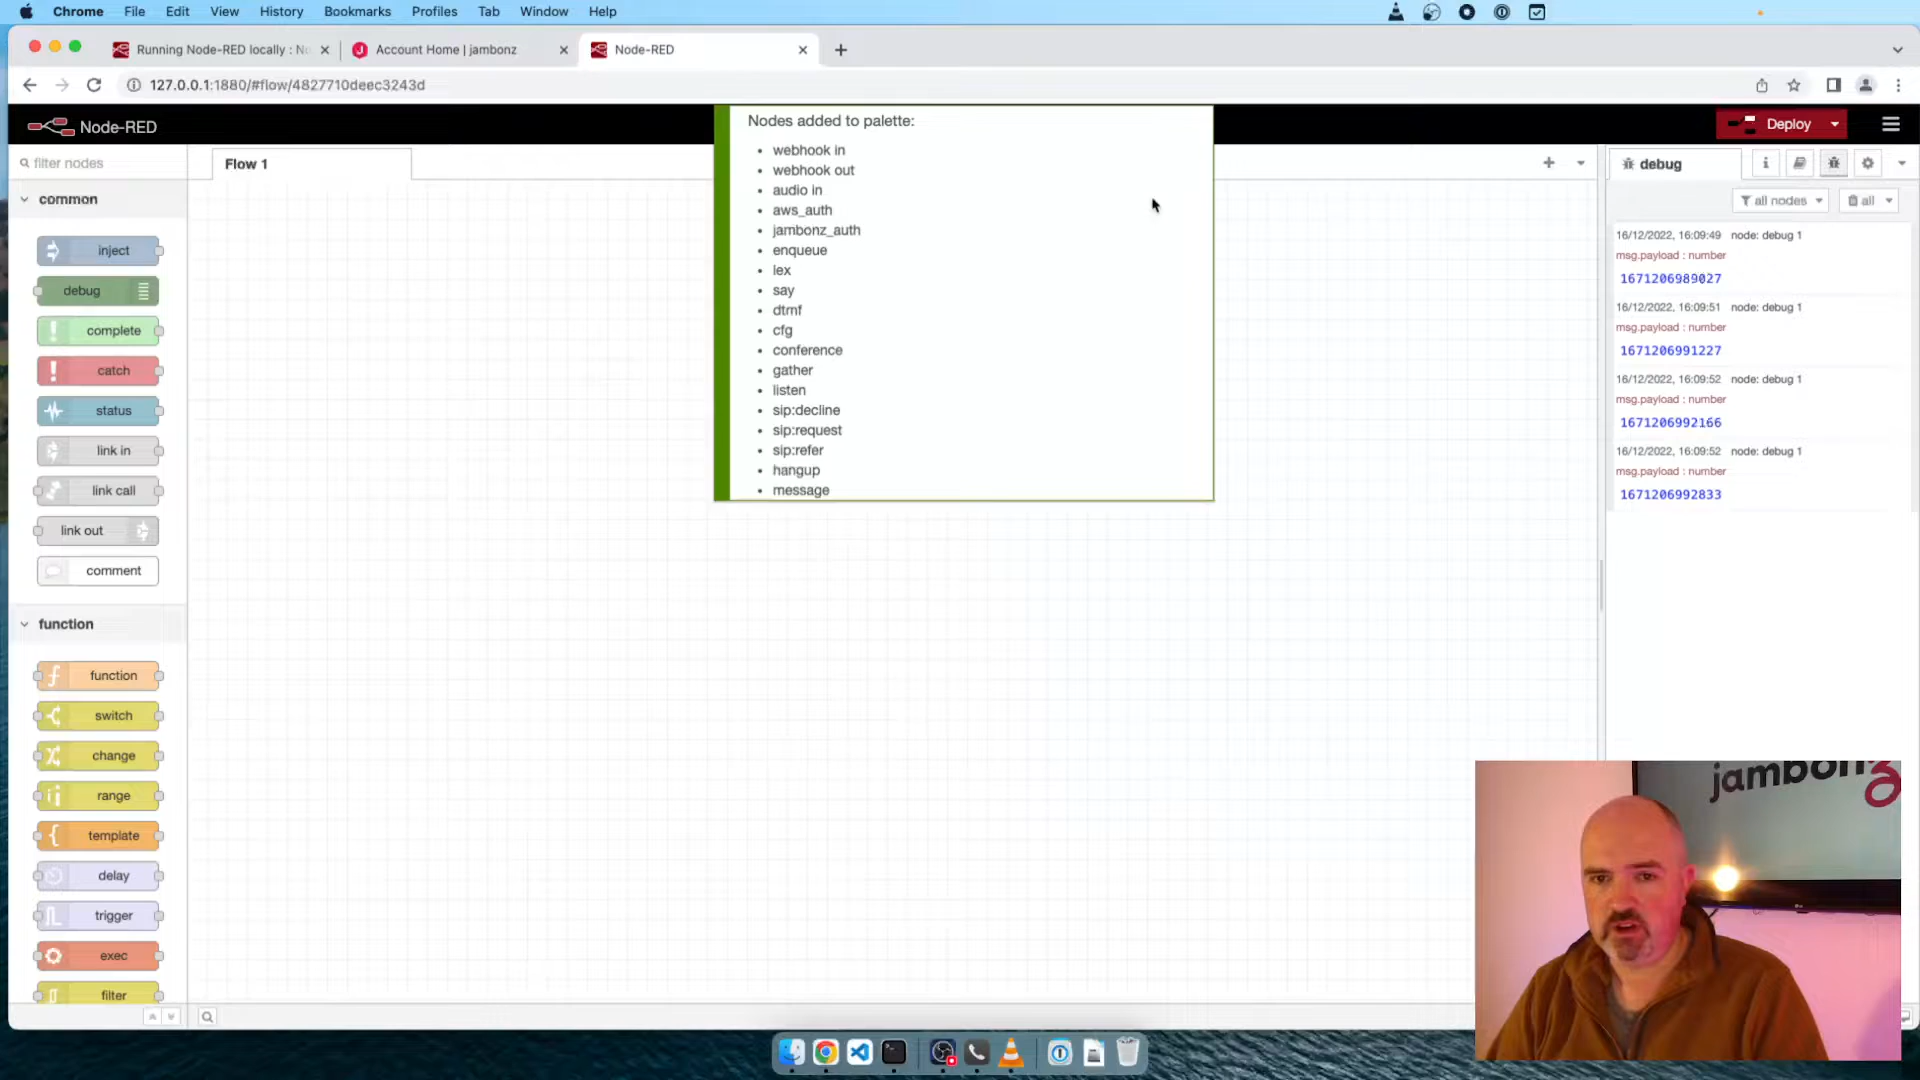 Chrome File Edit View History Bookmarks Profiles Tab Window Help
Running Node-RED locally : No
Account Home | jambonz
Node-RED
127.0.0.1:1880/#flow/4827710deec3243d
Node-RED
Deploy
filter nodes
Flow 1
common
inject
debug
complete
catch
status
link in
link call
link out
comment
function
function
switch
change
range
template
delay
trigger
exec
filter
Nodes added to palette:
webhook in
webhook out
audio in
aws_auth
jambonz_auth
enqueue
lex
say
dtmf
cfg
conference
gather
listen
sip:decline
sip:request
sip:refer
hangup
message
debug
all nodes
all
16/12/2022, 16:09:49 node: debug 1
msg.payload : number
1671206989027
16/12/2022, 16:09:51 node: debug 1
msg.payload : number
1671206991227
16/12/2022, 16:09:52 node: debug 1
msg.payload : number
1671206992166
16/12/2022, 16:09:52 node: debug 1
msg.payload : number
1671206992833
jambonz